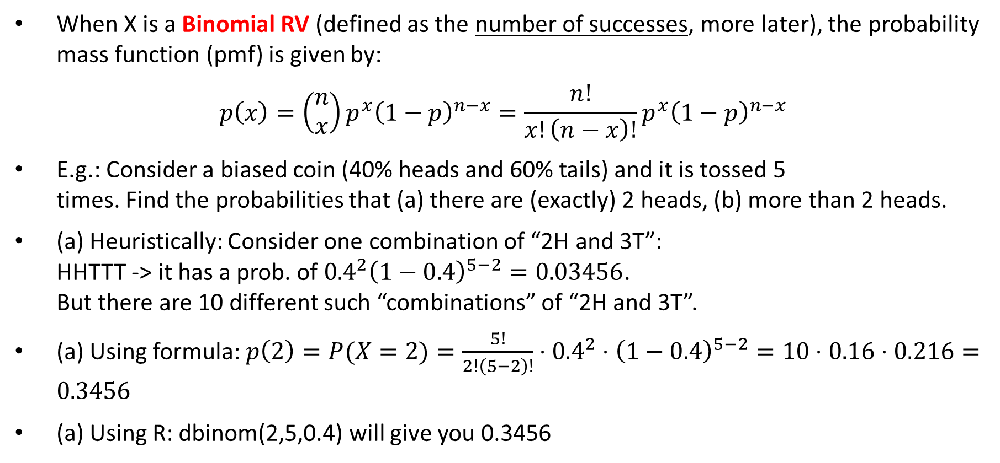 • When X is a Binomial RV (defined as the number of successes, more later), the probability
mass function (pmf) is given by:
p(x) = \binom{n}{x} p^x (1 − p)^{n−x} = \frac{n!}{x! (n − x)!} p^x (1 − p)^{n−x}
• E.g.: Consider a biased coin (40% heads and 60% tails) and it is tossed 5
times. Find the probabilities that (a) there are (exactly) 2 heads, (b) more than 2 heads.
• (a) Heuristically: Consider one combination of “2H and 3T”:
HHTTT -> it has a prob. of 0.4^2 (1 − 0.4)^{5−2} = 0.03456.
But there are 10 different such “combinations” of “2H and 3T”.
• (a) Using formula: p(2) = P(X = 2) = \frac{5!}{2!(5−2)!} · 0.4^2 · (1 − 0.4)^{5−2} = 10 · 0.16 · 0.216 =
0.3456
• (a) Using R: dbinom(2,5,0.4) will give you 0.3456